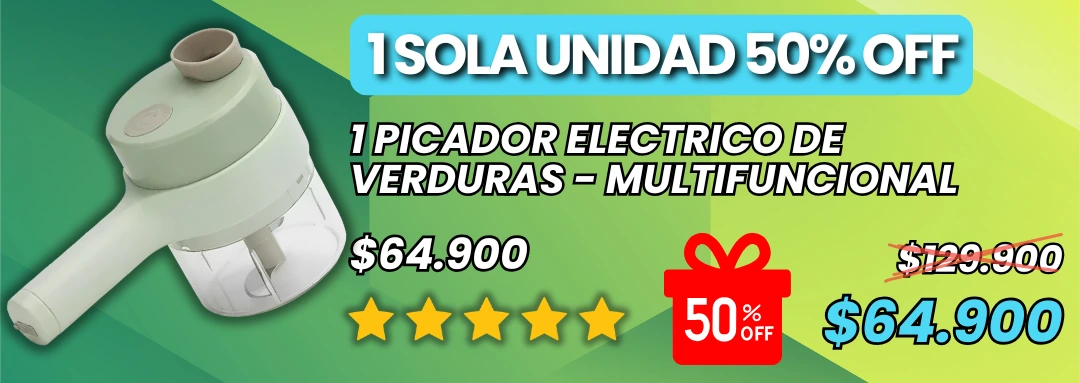 1 SOLA UNIDAD 50% OFF
1 PICADOR ELECTRICO DE
VERDURAS - MULTIFUNCIONAL
$64.900
50% OFF
$129.900
$64.900